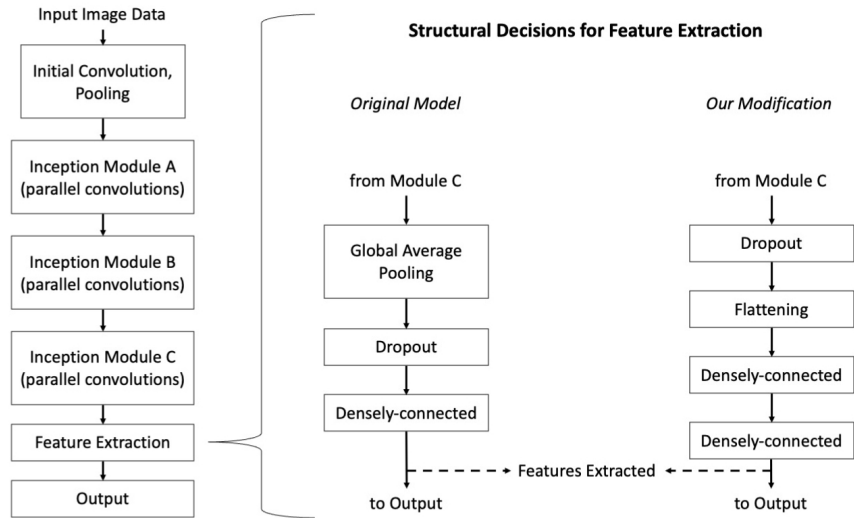 Input Image Data
Initial Convolution,
Pooling
Inception Module A
(parallel convolutions)
Inception Module B
(parallel convolutions)
Inception Module C
(parallel convolutions)
Feature Extraction
Output
Structural Decisions for Feature Extraction
Original Model
from Module C
Global Average
Pooling
Dropout
Densely-connected
to Output
Our Modification
from Module C
Dropout
Flattening
Densely-connected
Densely-connected
Features Extracted
to Output